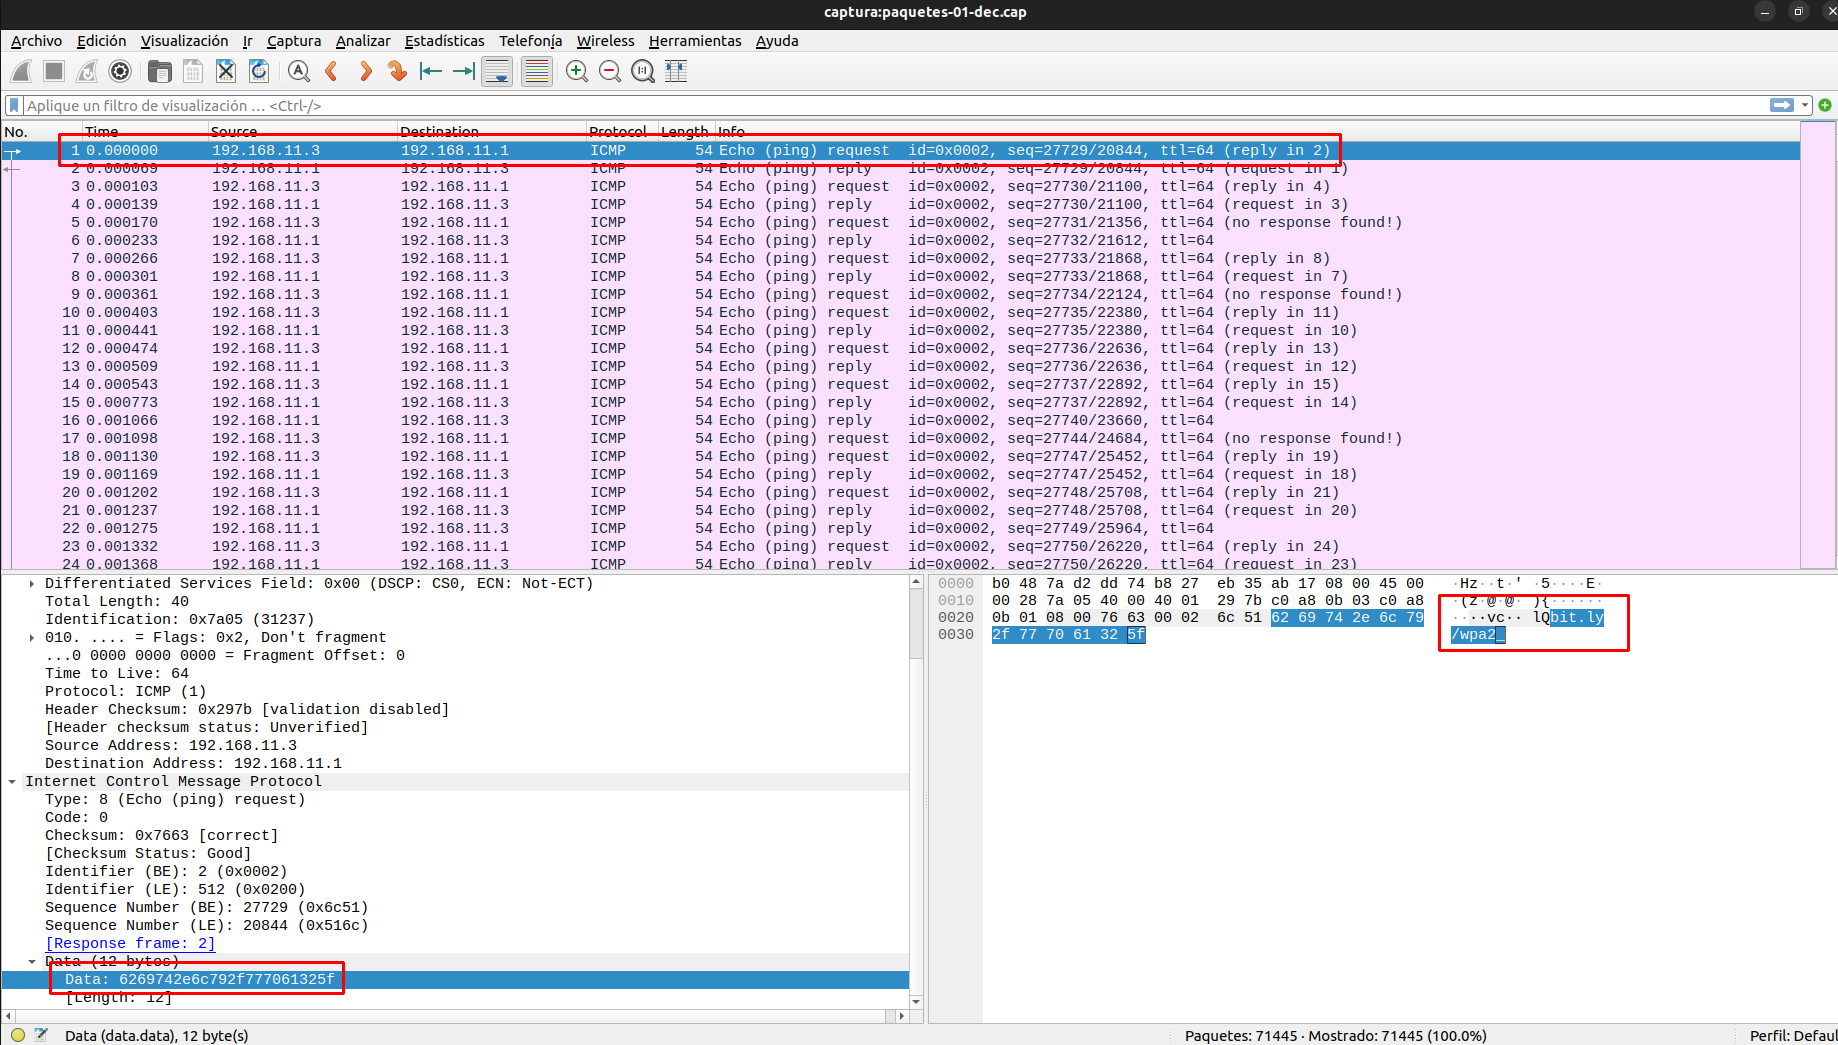 captura:paquetes-01-dec.cap
Archivo Edición Visualización Ir Captura Analizar Estadísticas Telefonía Wireless Herramientas Ayuda
Aplique un filtro de visualización … <Ctrl-/>
No. Time Source Destination Protocol Length Info
1 0.000000 192.168.11.3 192.168.11.1 ICMP 54 Echo (ping) request id=0x0002, seq=27729/20844, ttl=64 (reply in 2)
2 0.000069 192.168.11.1 192.168.11.3 ICMP 54 Echo (ping) reply id=0x0002, seq=27729/20844, ttl=64 (request in 1)
3 0.000103 192.168.11.3 192.168.11.1 ICMP 54 Echo (ping) request id=0x0002, seq=27730/21100, ttl=64 (reply in 4)
4 0.000139 192.168.11.1 192.168.11.3 ICMP 54 Echo (ping) reply id=0x0002, seq=27730/21100, ttl=64 (request in 3)
5 0.000170 192.168.11.3 192.168.11.1 ICMP 54 Echo (ping) request id=0x0002, seq=27731/21356, ttl=64 (no response found!)
6 0.000233 192.168.11.1 192.168.11.3 ICMP 54 Echo (ping) reply id=0x0002, seq=27732/21612, ttl=64
7 0.000266 192.168.11.3 192.168.11.1 ICMP 54 Echo (ping) request id=0x0002, seq=27733/21868, ttl=64 (reply in 8)
8 0.000301 192.168.11.1 192.168.11.3 ICMP 54 Echo (ping) reply id=0x0002, seq=27733/21868, ttl=64 (request in 7)
9 0.000361 192.168.11.3 192.168.11.1 ICMP 54 Echo (ping) request id=0x0002, seq=27734/22124, ttl=64 (no response found!)
10 0.000403 192.168.11.3 192.168.11.1 ICMP 54 Echo (ping) request id=0x0002, seq=27735/22380, ttl=64 (reply in 11)
11 0.000441 192.168.11.1 192.168.11.3 ICMP 54 Echo (ping) reply id=0x0002, seq=27735/22380, ttl=64 (request in 10)
12 0.000474 192.168.11.3 192.168.11.1 ICMP 54 Echo (ping) request id=0x0002, seq=27736/22636, ttl=64 (reply in 13)
13 0.000509 192.168.11.1 192.168.11.3 ICMP 54 Echo (ping) reply id=0x0002, seq=27736/22636, ttl=64 (request in 12)
14 0.000543 192.168.11.3 192.168.11.1 ICMP 54 Echo (ping) request id=0x0002, seq=27737/22892, ttl=64 (reply in 15)
15 0.000773 192.168.11.1 192.168.11.3 ICMP 54 Echo (ping) reply id=0x0002, seq=27737/22892, ttl=64 (request in 14)
16 0.001066 192.168.11.1 192.168.11.3 ICMP 54 Echo (ping) reply id=0x0002, seq=27740/23660, ttl=64
17 0.001098 192.168.11.3 192.168.11.1 ICMP 54 Echo (ping) request id=0x0002, seq=27744/24684, ttl=64 (no response found!)
18 0.001130 192.168.11.3 192.168.11.1 ICMP 54 Echo (ping) request id=0x0002, seq=27747/25452, ttl=64 (reply in 19)
19 0.001169 192.168.11.1 192.168.11.3 ICMP 54 Echo (ping) reply id=0x0002, seq=27747/25452, ttl=64 (request in 18)
20 0.001202 192.168.11.3 192.168.11.1 ICMP 54 Echo (ping) request id=0x0002, seq=27748/25708, ttl=64 (reply in 21)
21 0.001237 192.168.11.1 192.168.11.3 ICMP 54 Echo (ping) reply id=0x0002, seq=27748/25708, ttl=64 (request in 20)
22 0.001275 192.168.11.1 192.168.11.3 ICMP 54 Echo (ping) reply id=0x0002, seq=27749/25964, ttl=64
23 0.001332 192.168.11.3 192.168.11.1 ICMP 54 Echo (ping) request id=0x0002, seq=27750/26220, ttl=64 (reply in 24)
24 0.001368 192.168.11.1 192.168.11.3 ICMP 54 Echo (ping) reply id=0x0002, seq=27750/26220, ttl=64 (request in 23)
Differentiated Services Field: 0x00 (DSCP: CS0, ECN: Not-ECT)
Total Length: 40
Identification: 0x7a05 (31237)
010. .... = Flags: 0x2, Don't fragment
...0 0000 0000 0000 = Fragment Offset: 0
Time to Live: 64
Protocol: ICMP (1)
Header Checksum: 0x297b [validation disabled]
[Header checksum status: Unverified]
Source Address: 192.168.11.3
Destination Address: 192.168.11.1
Internet Control Message Protocol
Type: 8 (Echo (ping) request)
Code: 0
Checksum: 0x7663 [correct]
[Checksum Status: Good]
Identifier (BE): 2 (0x0002)
Identifier (LE): 512 (0x0200)
Sequence Number (BE): 27729 (0x6c51)
Sequence Number (LE): 20844 (0x516c)
[Response frame: 2]
Data (12 bytes)
Data: 6269742e6c792f777061325f
[Length: 12]
0000 b0 48 7a d2 dd 74 b8 27 eb 35 ab 17 08 00 45 00 ·Hz··t·' ·5····E·
0010 00 28 7a 05 40 00 40 01 29 7b c0 a8 0b 03 c0 a8 ·(z·@·@· ){······
0020 0b 01 08 00 76 63 00 02 6c 51 62 69 74 2e 6c 79 ····vc·· lQbit.ly
0030 2f 77 70 61 32 5f /wpa2_
Data (data.data), 12 byte(s)
Paquetes: 71445 · Mostrado: 71445 (100.0%)
Perfil: Defaul